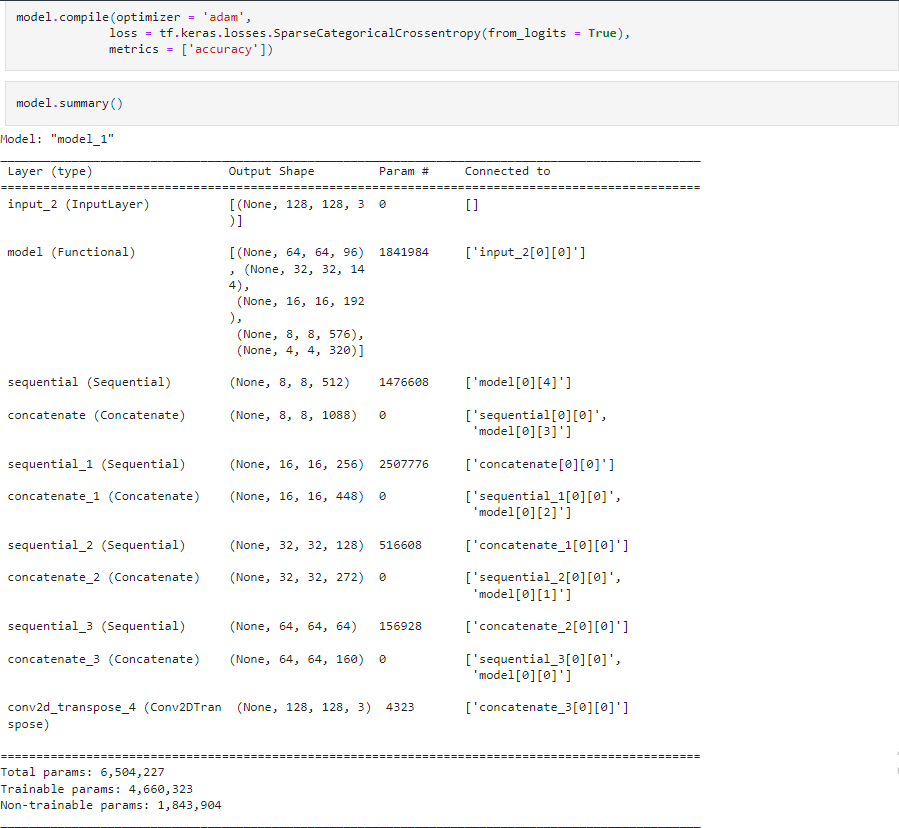 model.compile(optimizer = 'adam',
loss = tf.keras.losses.SparseCategoricalCrossentropy(from_logits = True),
metrics = ['accuracy'])
model.summary()
Model: "model_1"
Layer (type) Output Shape Param # Connected to
input_2 (InputLayer) [(None, 128, 128, 3 0 []
)]
model (Functional) [(None, 64, 64, 96) 1841984 ['input_2[0][0]']
, (None, 32, 32, 14
4),
(None, 16, 16, 192
),
(None, 8, 8, 576),
(None, 4, 4, 320)]
sequential (Sequential) (None, 8, 8, 512) 1476608 ['model[0][4]']
concatenate (Concatenate) (None, 8, 8, 1088) 0 ['sequential[0][0]',
'model[0][3]']
sequential_1 (Sequential) (None, 16, 16, 256) 2507776 ['concatenate[0][0]']
concatenate_1 (Concatenate) (None, 16, 16, 448) 0 ['sequential_1[0][0]',
'model[0][2]']
sequential_2 (Sequential) (None, 32, 32, 128) 516608 ['concatenate_1[0][0]']
concatenate_2 (Concatenate) (None, 32, 32, 272) 0 ['sequential_2[0][0]',
'model[0][1]']
sequential_3 (Sequential) (None, 64, 64, 64) 156928 ['concatenate_2[0][0]']
concatenate_3 (Concatenate) (None, 64, 64, 160) 0 ['sequential_3[0][0]',
'model[0][0]']
conv2d_transpose_4 (Conv2DTran (None, 128, 128, 3) 4323 ['concatenate_3[0][0]']
spose)
Total params: 6,504,227
Trainable params: 4,660,323
Non-trainable params: 1,843,904